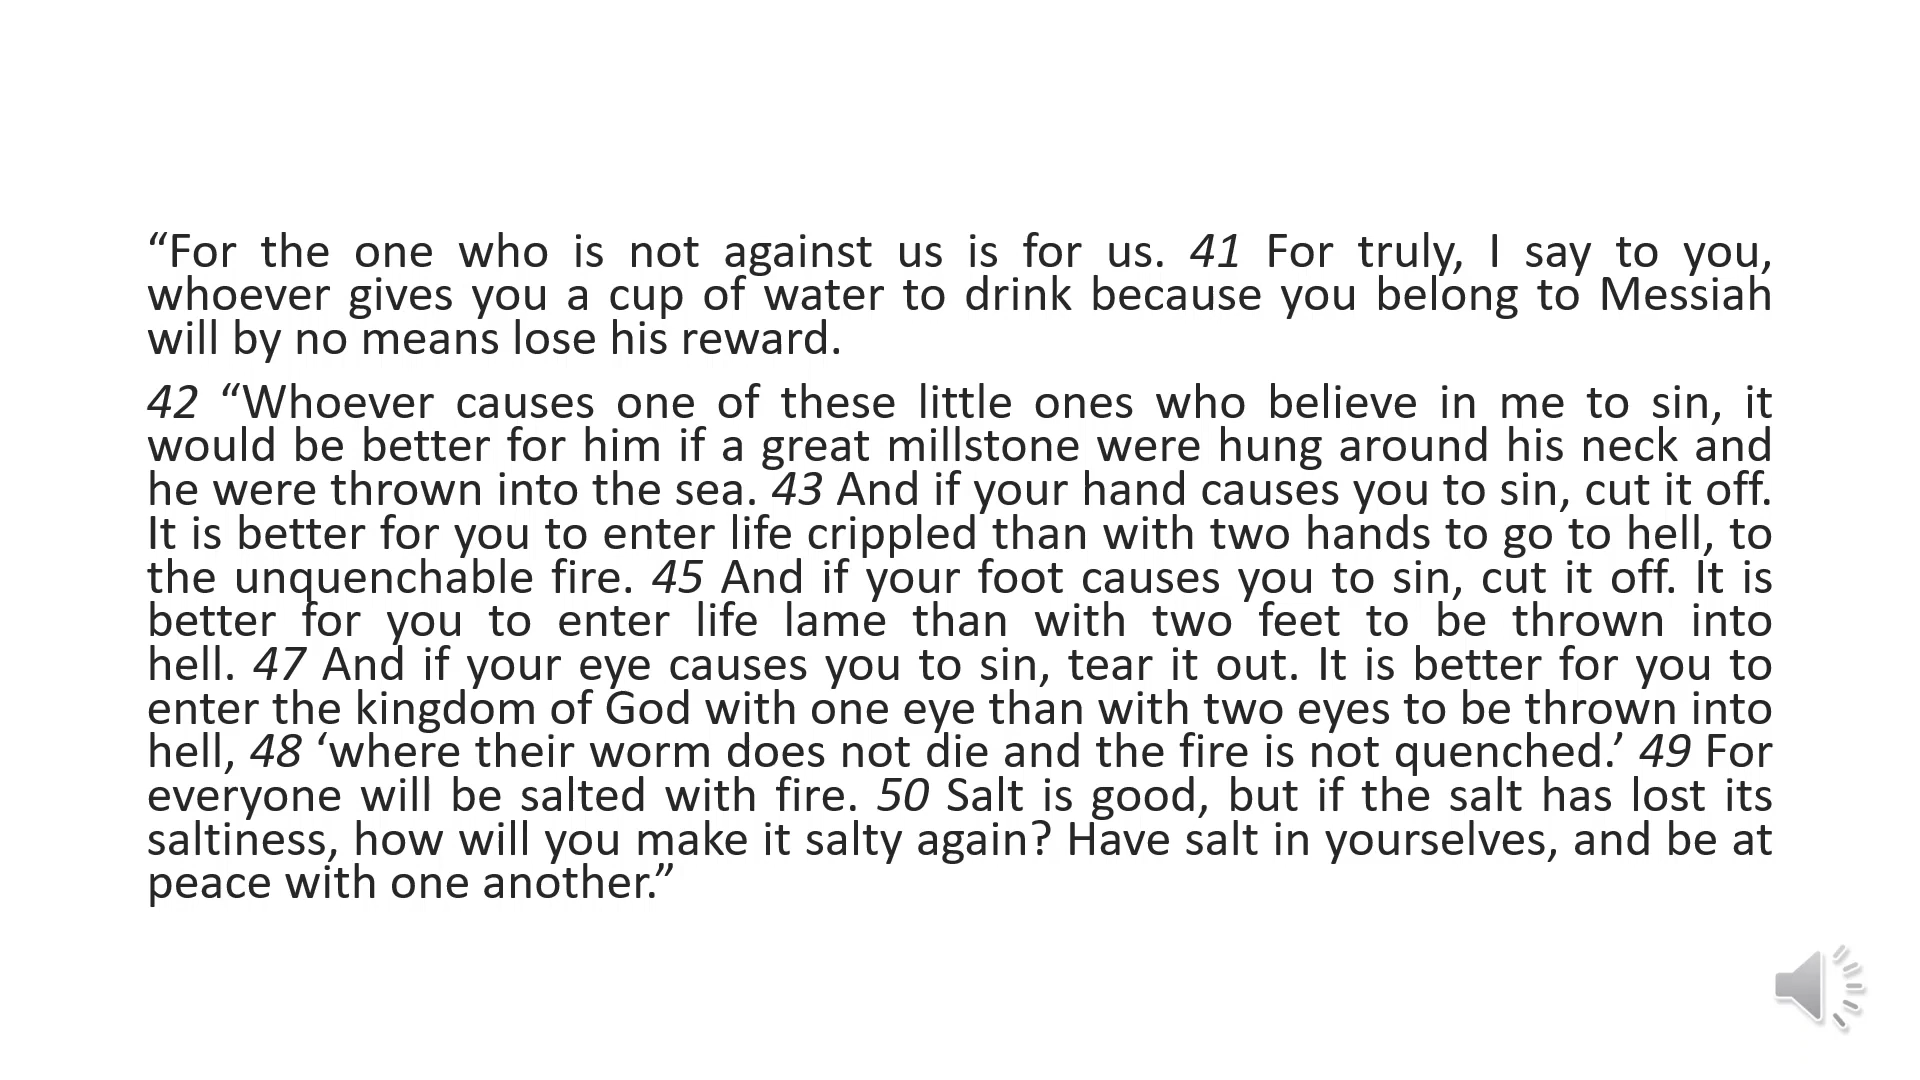 “For the one who is not against us is for us. 41 For truly, I say to you,
whoever gives you a cup of water to drink because you belong to Messiah
will by no means lose his reward.
42 “Whoever causes one of these little ones who believe in me to sin, it
would be better for him if a great millstone were hung around his neck and
he were thrown into the sea. 43 And if your hand causes you to sin, cut it off.
It is better for you to enter life crippled than with two hands to go to hell, to
the unquenchable fire. 45 And if your foot causes you to sin, cut it off. It is
better for you to enter life lame than with two feet to be thrown into
hell. 47 And if your eye causes you to sin, tear it out. It is better for you to
enter the kingdom of God with one eye than with two eyes to be thrown into
hell, 48 ‘where their worm does not die and the fire is not quenched.’ 49 For
everyone will be salted with fire. 50 Salt is good, but if the salt has lost its
saltiness, how will you make it salty again? Have salt in yourselves, and be at
peace with one another.”